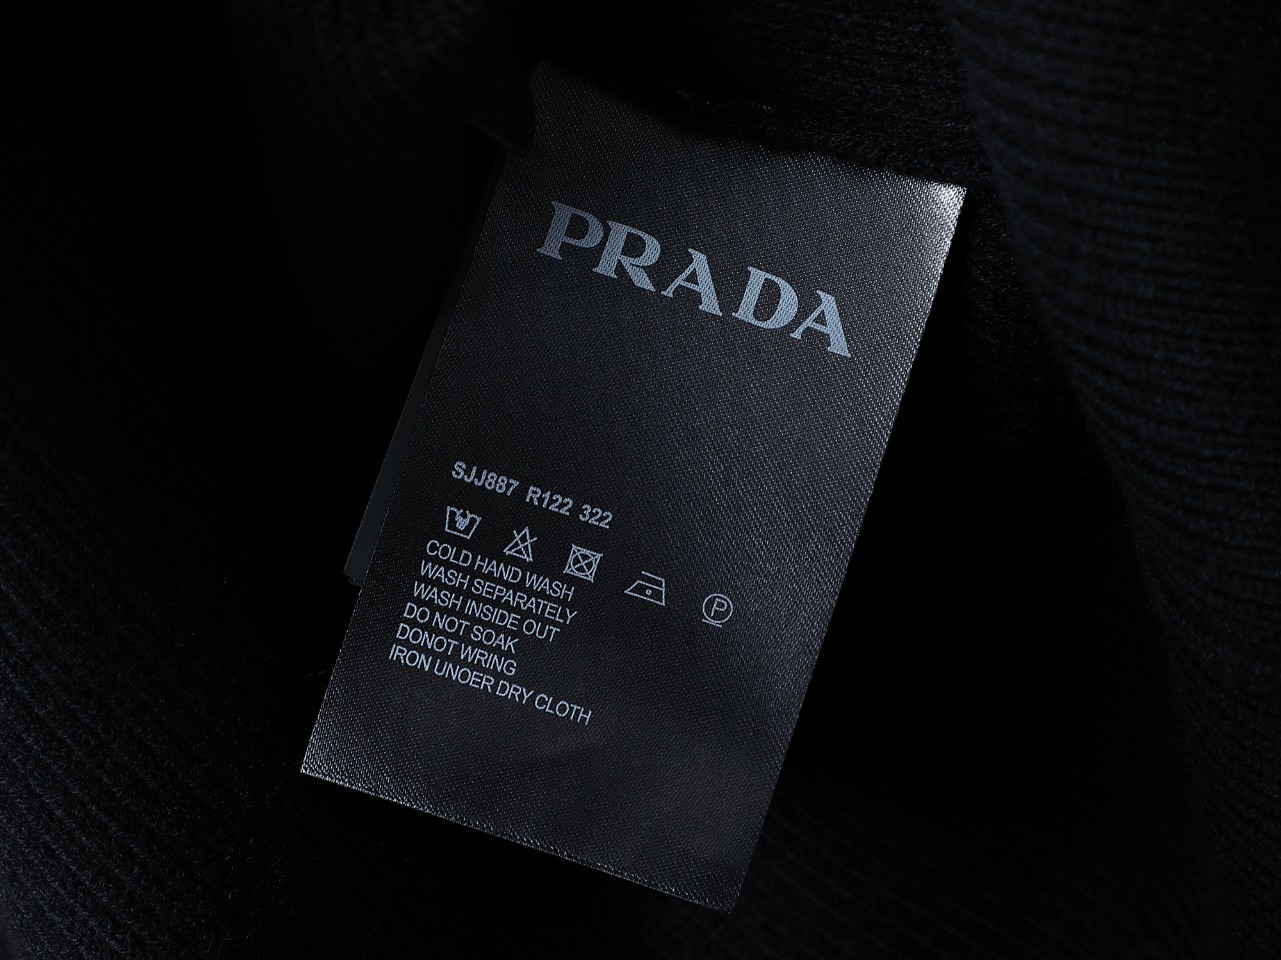 PRADA
SJJ887 R122 322
P
COLD HAND WASH
WASH SEPARATELY
WASH INSIDE OUT
DO NOT SOAK
DONOT WRING
IRON UNOER DRY CLOTH